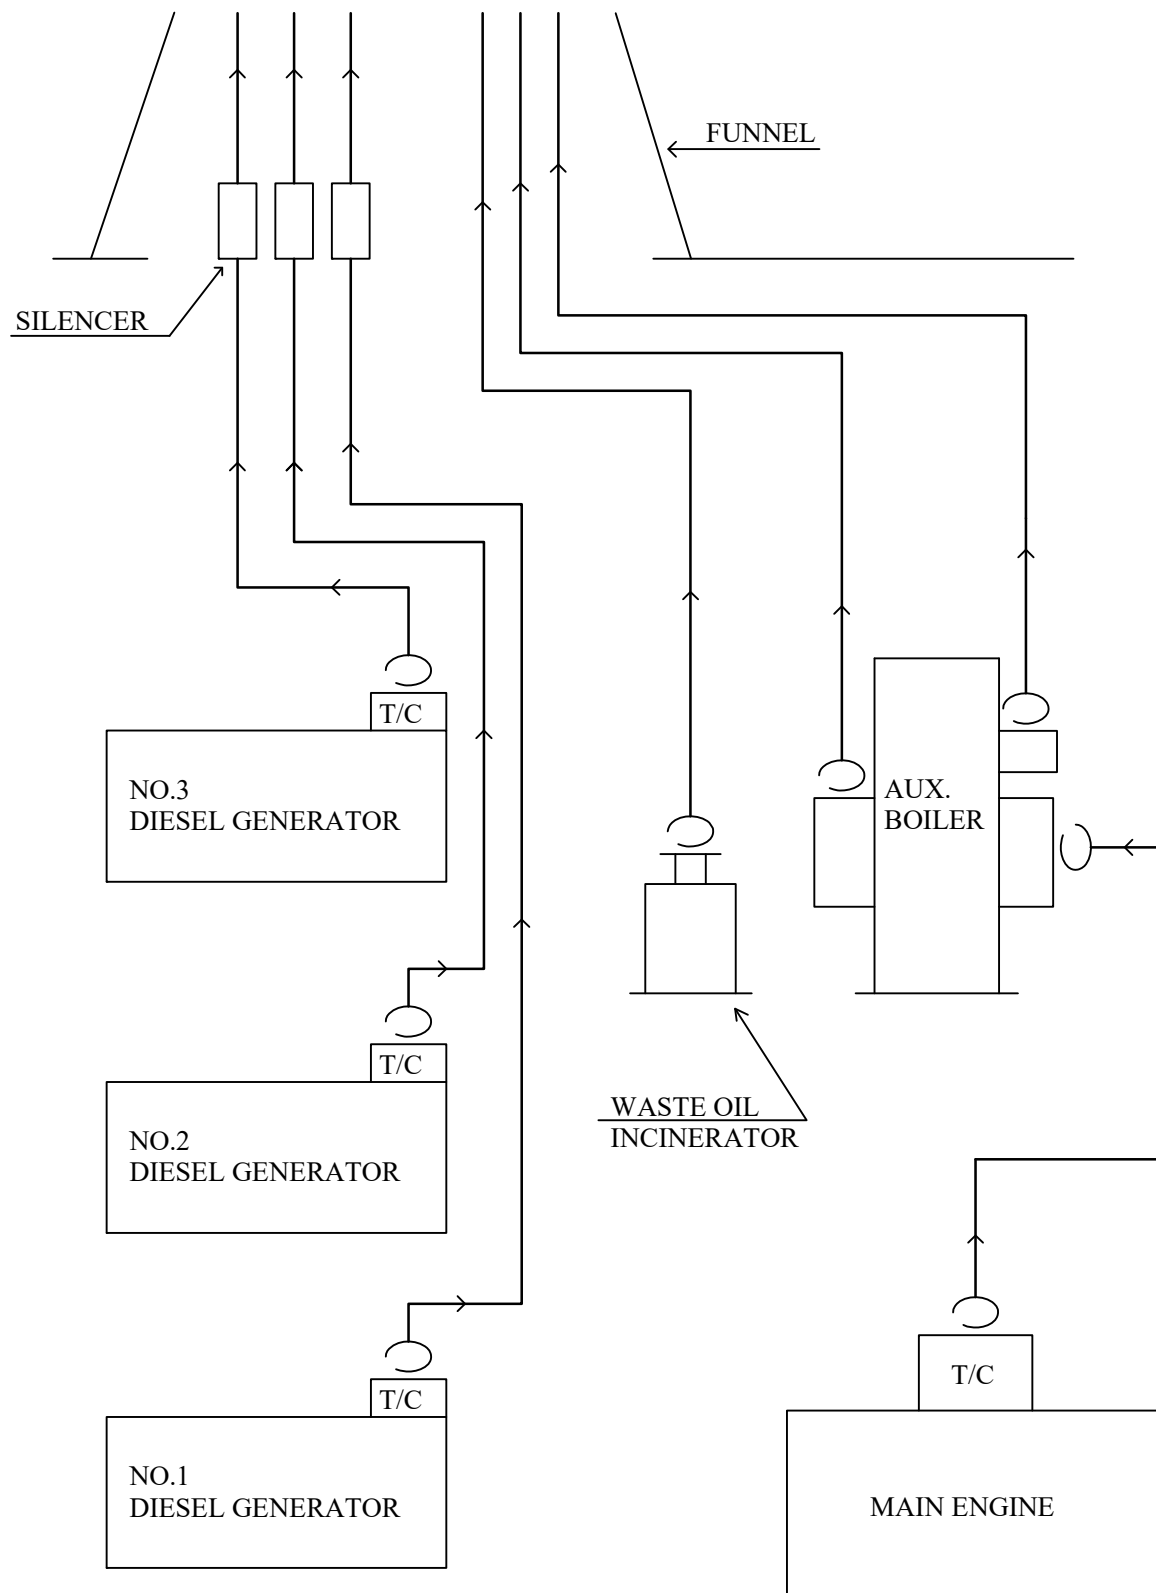 FUNNEL
SILENCER
T/C
NO.3
DIESEL GENERATOR
AUX.
BOILER
T/C
NO.2
DIESEL GENERATOR
WASTE OIL
INCINERATOR
T/C
NO.1
DIESEL GENERATOR
T/C
MAIN ENGINE